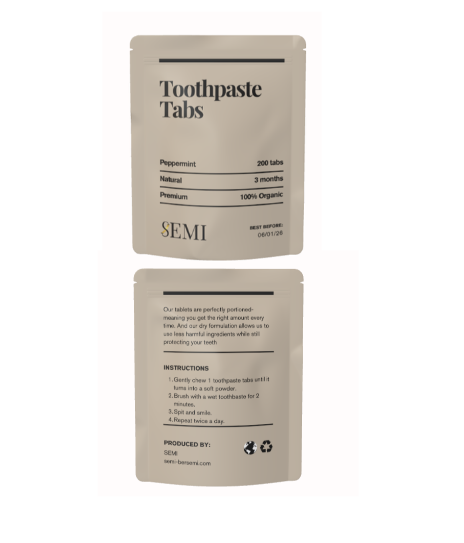 Toothpaste
Tabs
Peppermint 200 tabs
Natural 3 months
Premium 100% Organic
SEMI
BEST BEFORE:
06/01/26
Our tablets are perfectly portioned-
meaning you get the right amount every
time. And our dry formulation allows us to
use less harmful ingredients while still
protecting your teeth
INSTRUCTIONS
1. Gently chew 1 toothpaste tabs until it
turns into a soft powder.
2. Brush with a wet toothbaste for 2
minutes.
3. Spit and smile.
4. Repeat twice a day.
PRODUCED BY:
SEMI